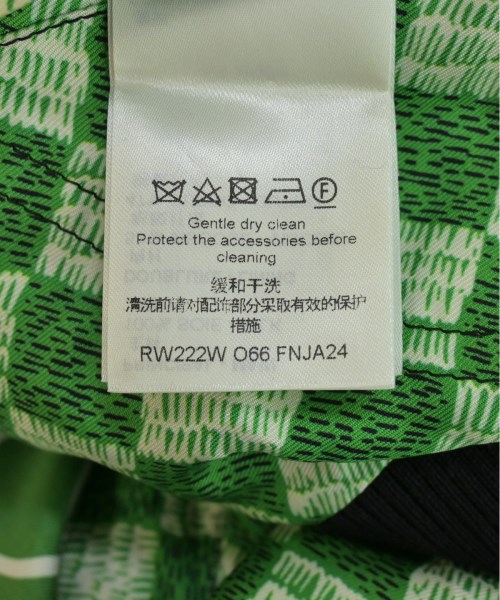 F
Gentle dry clean
Protect the accessories before
cleaning
缓和干洗
清洗前请对配饰部分采取有效的保护
措施
RW222W O66 FNJA24